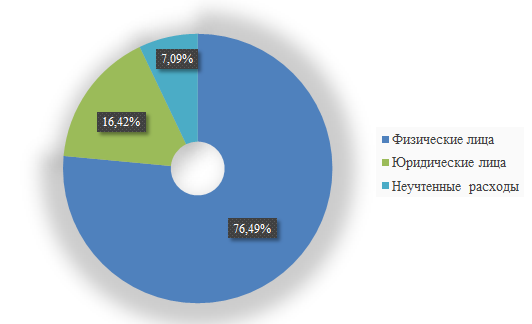 7,09%
16,42%
76,49%
Физические лица
Юридические лица
Неучтенные расходы